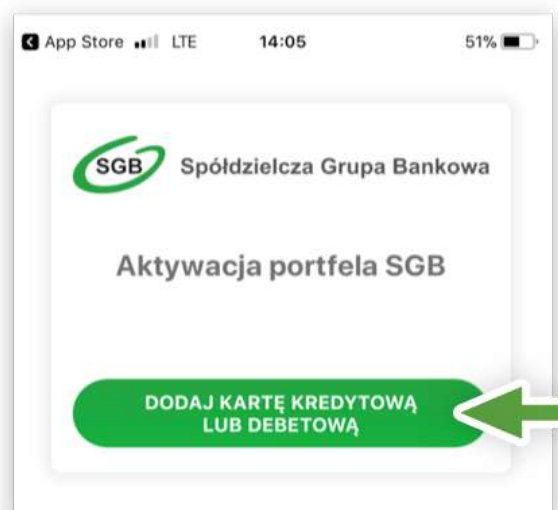 App Store LTE 14:05 51%
SGB Spółdzielcza Grupa Bankowa
Aktywacja portfela SGB
DODAJ KARTĘ KREDYTOWĄ
LUB DEBETOWĄ